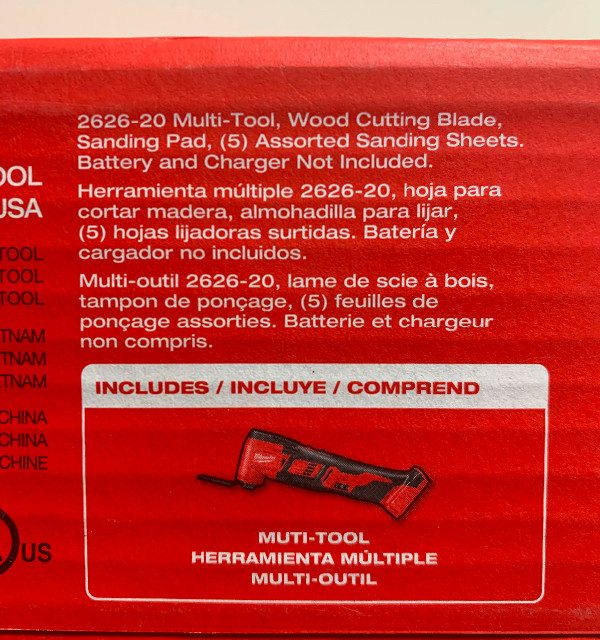 2626-20 Multi-Tool, Wood Cutting Blade,
Sanding Pad, (5) Assorted Sanding Sheets.
Battery and Charger Not Included.
Herramienta múltiple 2626-20, hoja para
cortar madera, almohadilla para lijar,
(5) hojas lijadoras surtidas. Batería y
cargador no incluidos.
Multi-outil 2626-20, lame de scie à bois,
tampon de ponçage, (5) feuilles de
ponçage assorties. Batterie et chargeur
non compris.
OOL
USA
TOOL
TOOL
TOOL
TNAM
TNAM
TNAM
CHINA
CHINA
CHINE
US
INCLUDES / INCLUYE / COMPREND
Milwaukee
MUTI-TOOL
HERRAMIENTA MÚLTIPLE
MULTI-OUTIL